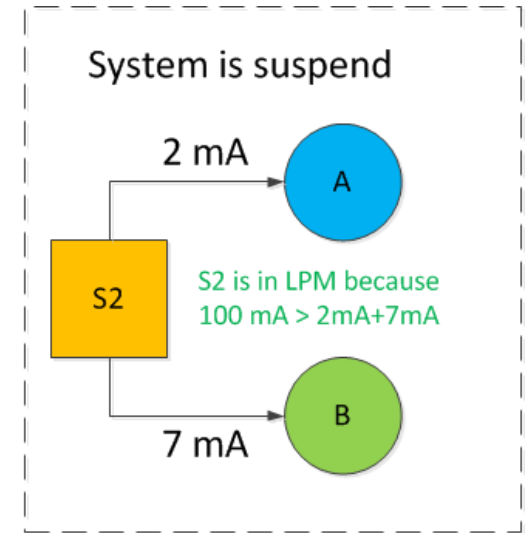 System is suspend
2 mA
A
S2
S2 is in LPM because
100 mA > 2mA+7mA
B
7 mA